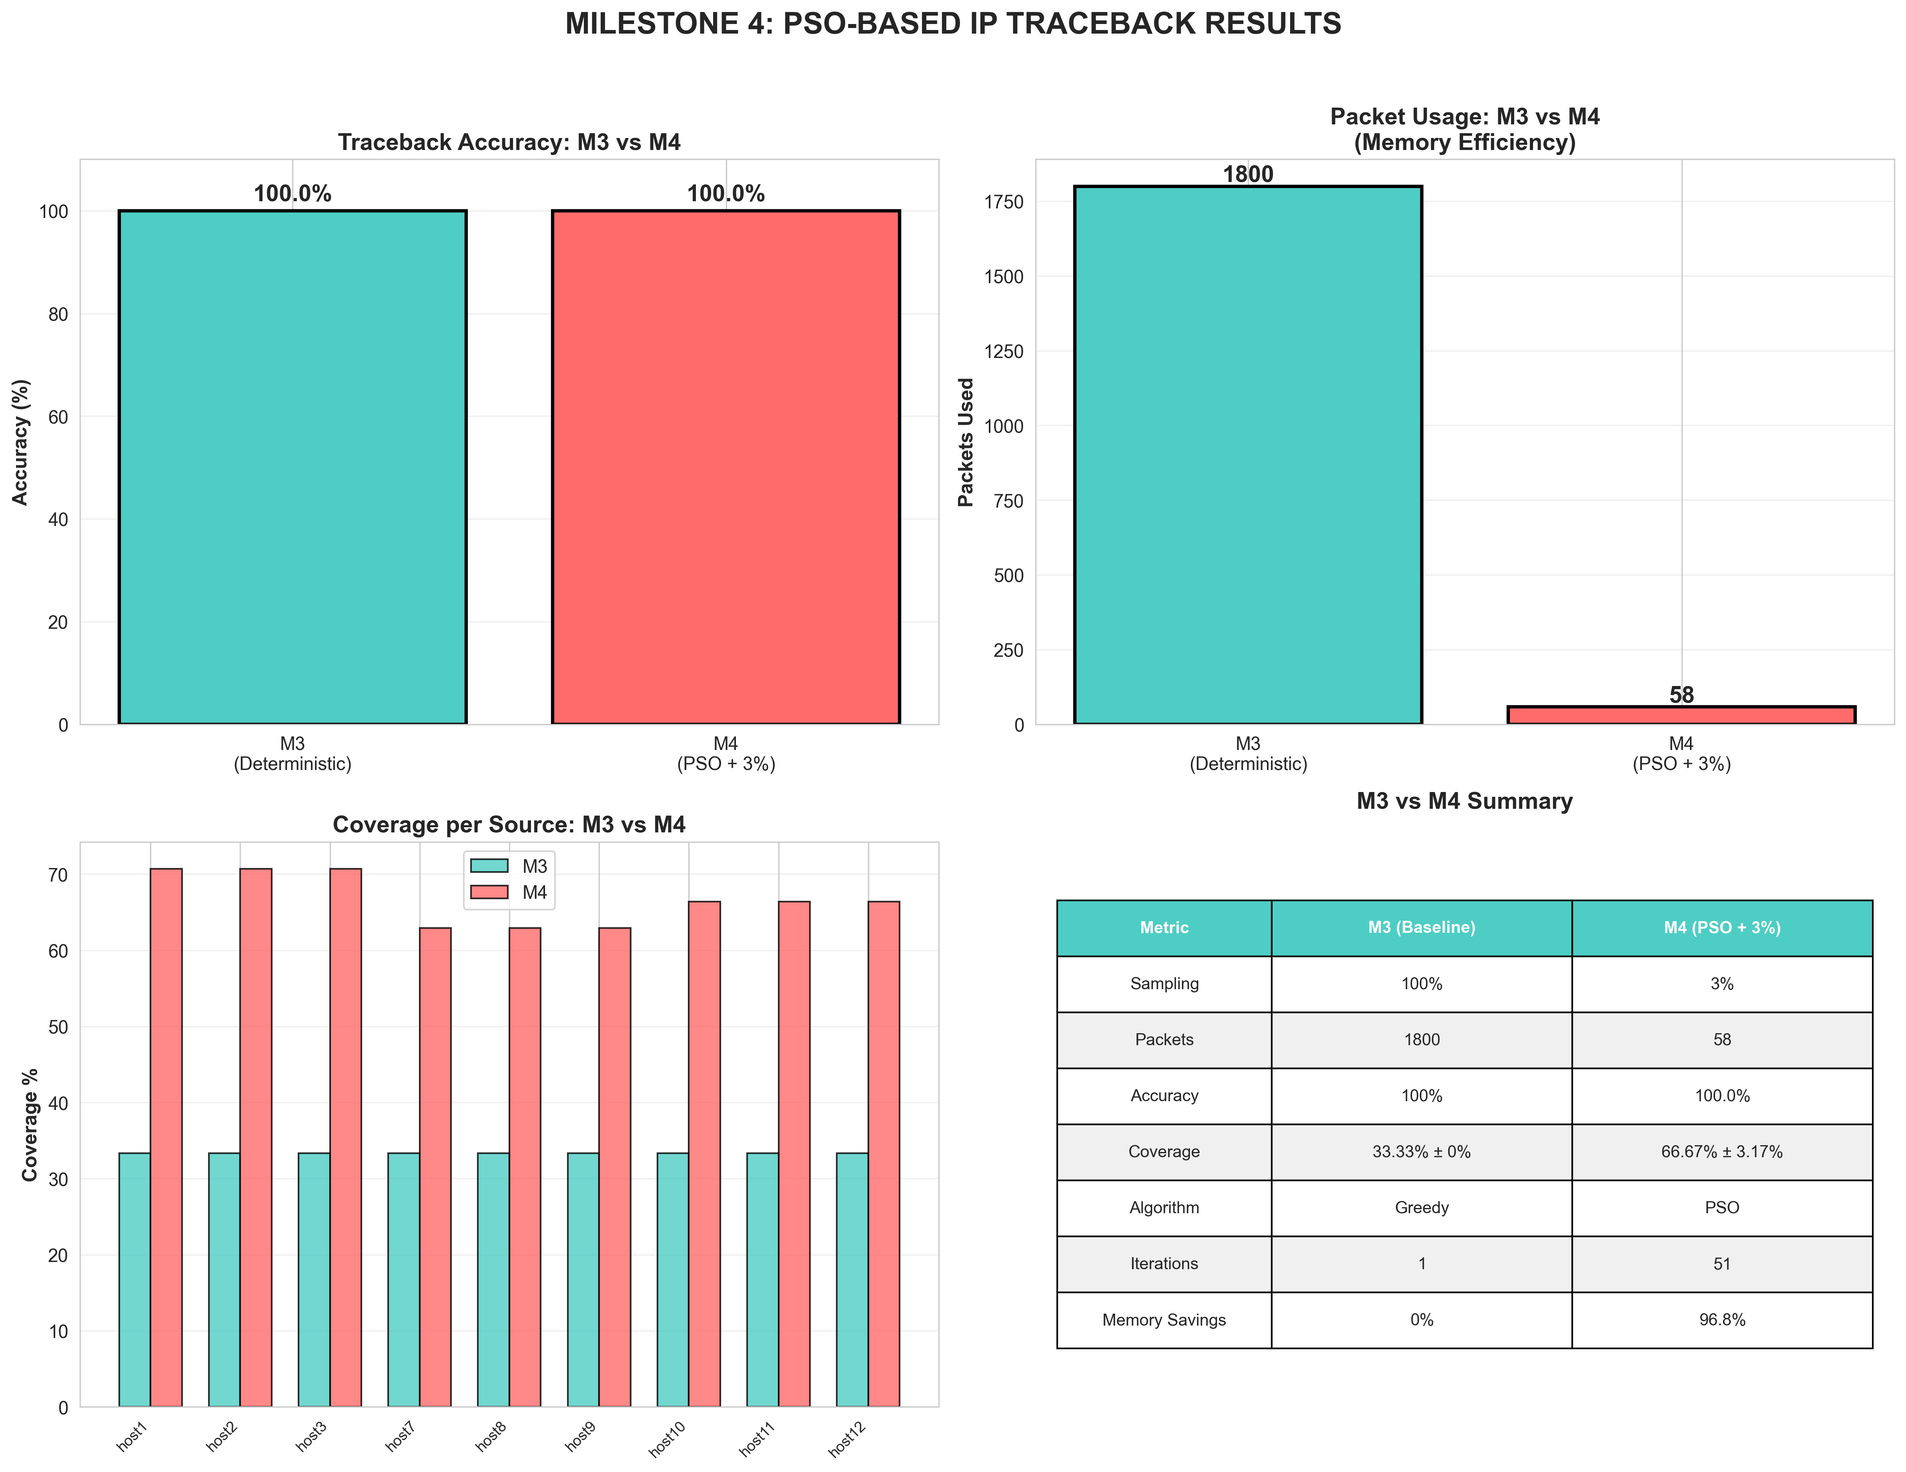 MILESTONE 4: PSO-BASED IP TRACEBACK RESULTS
Traceback Accuracy: M3 vs M4
Accuracy (%)
100
80
60
40
20
0
100.0%
100.0%
M3
(Deterministic)
M4
(PSO + 3%)
Packet Usage: M3 vs M4
(Memory Efficiency)
Packets Used
1750
1500
1250
1000
750
500
250
0
1800
58
M3
(Deterministic)
M4
(PSO + 3%)
Coverage per Source: M3 vs M4
M3
M4
Coverage %
70
60
50
40
30
20
10
0
host1
host2
host3
host7
host8
host9
host10
host11
host12
M3 vs M4 Summary
Metric M3 (Baseline) M4 (PSO + 3%)
Sampling 100% 3%
Packets 1800 58
Accuracy 100% 100.0%
Coverage 33.33% ± 0% 66.67% ± 3.17%
Algorithm Greedy PSO
Iterations 1 51
Memory Savings 0% 96.8%